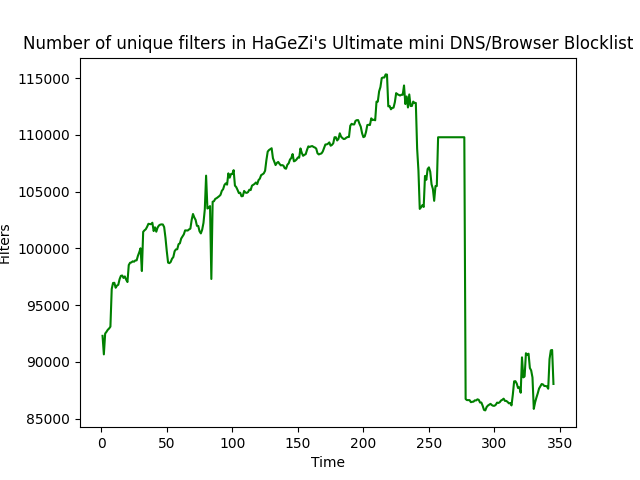 Number of unique filters in HaGeZi's Ultimate mini DNS/Browser Blocklist
115000
110000
105000
100000
95000
90000
85000
Filters
0 50 100 150 200 250 300 350
Time